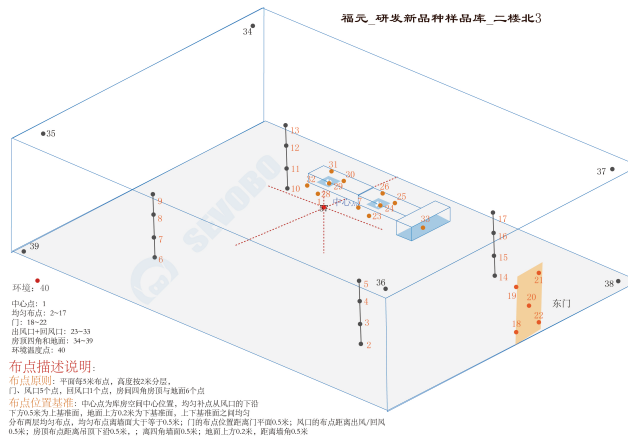 福元_研发新品种样品库_二楼北3
34
35
13
12
11
10
37
31
32
30
29
28
26
25
24
27
23
33
1
中心
9
8
7
6
17
16
15
14
39
36
38
5
4
3
2
21
19
20
22
18
东门
SEVOBO
环境：40
中心点：1
均匀布点：2~17
门：18~22
出风口+回风口：23~33
房顶四角和地面：34~39
环境温度点：40
布点描述说明：
布点原则：平面每5米布点，高度按2米分层，
门、风口5个点，回风口1个点，房间四角房顶与地面6个点
布点位置基准：中心点为库房空间中心位置，均匀补点从风口的下沿
下方0.5米为上基准面，地面上方0.2米为下基准面，上下基准面之间均匀
分布两层均匀布点，均匀布点离墙面大于等于0.5米；门的布点位置距离门平面0.5米；风口的布点距离出风/回风
0.5米；房顶布点距离吊顶下沿0.5米，；离四角墙面0.5米；地面上方0.2米，距离墙角0.5米